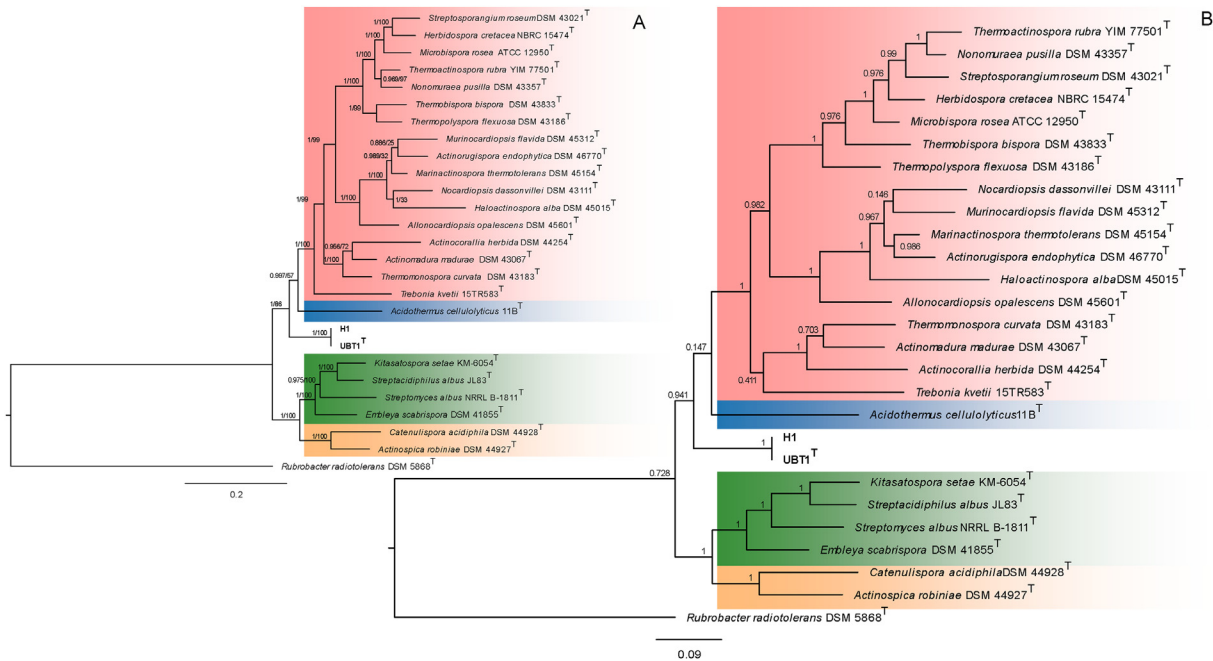 A
1/100 Streptosporangium roseum DSM 43021T
1/100 Herbidospora cretacea NBRC 15474T
1/100 Microbispora rosea ATCC 12950T
1/100 Thermoactinospora rubra YIM 77501T
0.969/97 Nonomuraea pusilla DSM 43357T
Thermobispora bispora DSM 43833T
1/99 Thermopolyspora flexuosa DSM 43186T
1/99 0.886/25 Murinocardiopsis flavida DSM 45312T
0.989/32 Actinorugispora endophytica DSM 46770T
1/100 Marinactinospora thermotolerans DSM 45154T
1/100 Nocardiopsis dassonvillei DSM 43111T
1/99 1/33 Haloactinospora alba DSM 45015T
Allonocardiopsis opalescens DSM 45601T
1/100 0.966/72 Actinocorallia herbida DSM 44254T
1/100 Actinomadura madurae DSM 43067T
0.997/57 Thermomonospora curvata DSM 43183T
Trebonia kvetii 15TR583T
1/86 Acidothermus cellulolyticus 11BT
1/100 H1
UBT1T
1/100 Kitasatospora setae KM-6054T
0.975/100 Streptacidiphilus albus JL83T
Streptomyces albus NRRL B-1811T
1/100 Embleya scabrispora DSM 41855T
1/100 Catenulispora acidiphila DSM 44928T
Actinospica robiniae DSM 44927T
Rubrobacter radiotolerans DSM 5868T
0.2
B
1 Thermoactinospora rubra YIM 77501T
0.99 Nonomuraea pusilla DSM 43357T
0.976 Streptosporangium roseum DSM 43021T
1 Herbidospora cretacea NBRC 15474T
0.976 Microbispora rosea ATCC 12950T
1 Thermobispora bispora DSM 43833T
Thermopolyspora flexuosa DSM 43186T
0.146 Nocardiopsis dassonvillei DSM 43111T
0.982 0.967 Murinocardiopsis flavida DSM 45312T
Marinactinospora thermotolerans DSM 45154T
1 0.986 Actinorugispora endophytica DSM 46770T
1 Haloactinospora alba DSM 45015T
1 Allonocardiopsis opalescens DSM 45601T
0.703 Thermomonospora curvata DSM 43183T
1 Actinomadura madurae DSM 43067T
0.147 Actinocorallia herbida DSM 44254T
0.411 Trebonia kvetii 15TR583T
0.941 Acidothermus cellulolyticus 11BT
1 H1
UBT1T
0.728
1 Kitasatospora setae KM-6054T
1 Streptacidiphilus albus JL83T
1 Streptomyces albus NRRL B-1811T
1 Embleya scabrispora DSM 41855T
1 Catenulispora acidiphila DSM 44928T
Actinospica robiniae DSM 44927T
Rubrobacter radiotolerans DSM 5868T
0.09